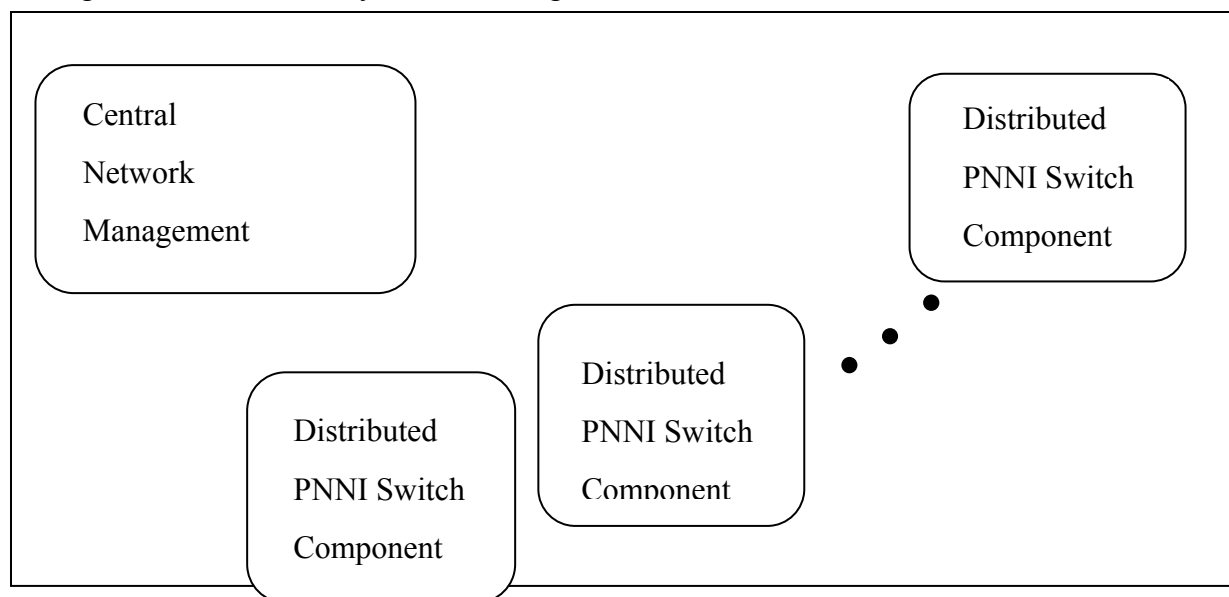 Central
Network
Management
Distributed
PNNI Switch
Component
Distributed
PNNI Switch
Component
Distributed
PNNI Switch
Component